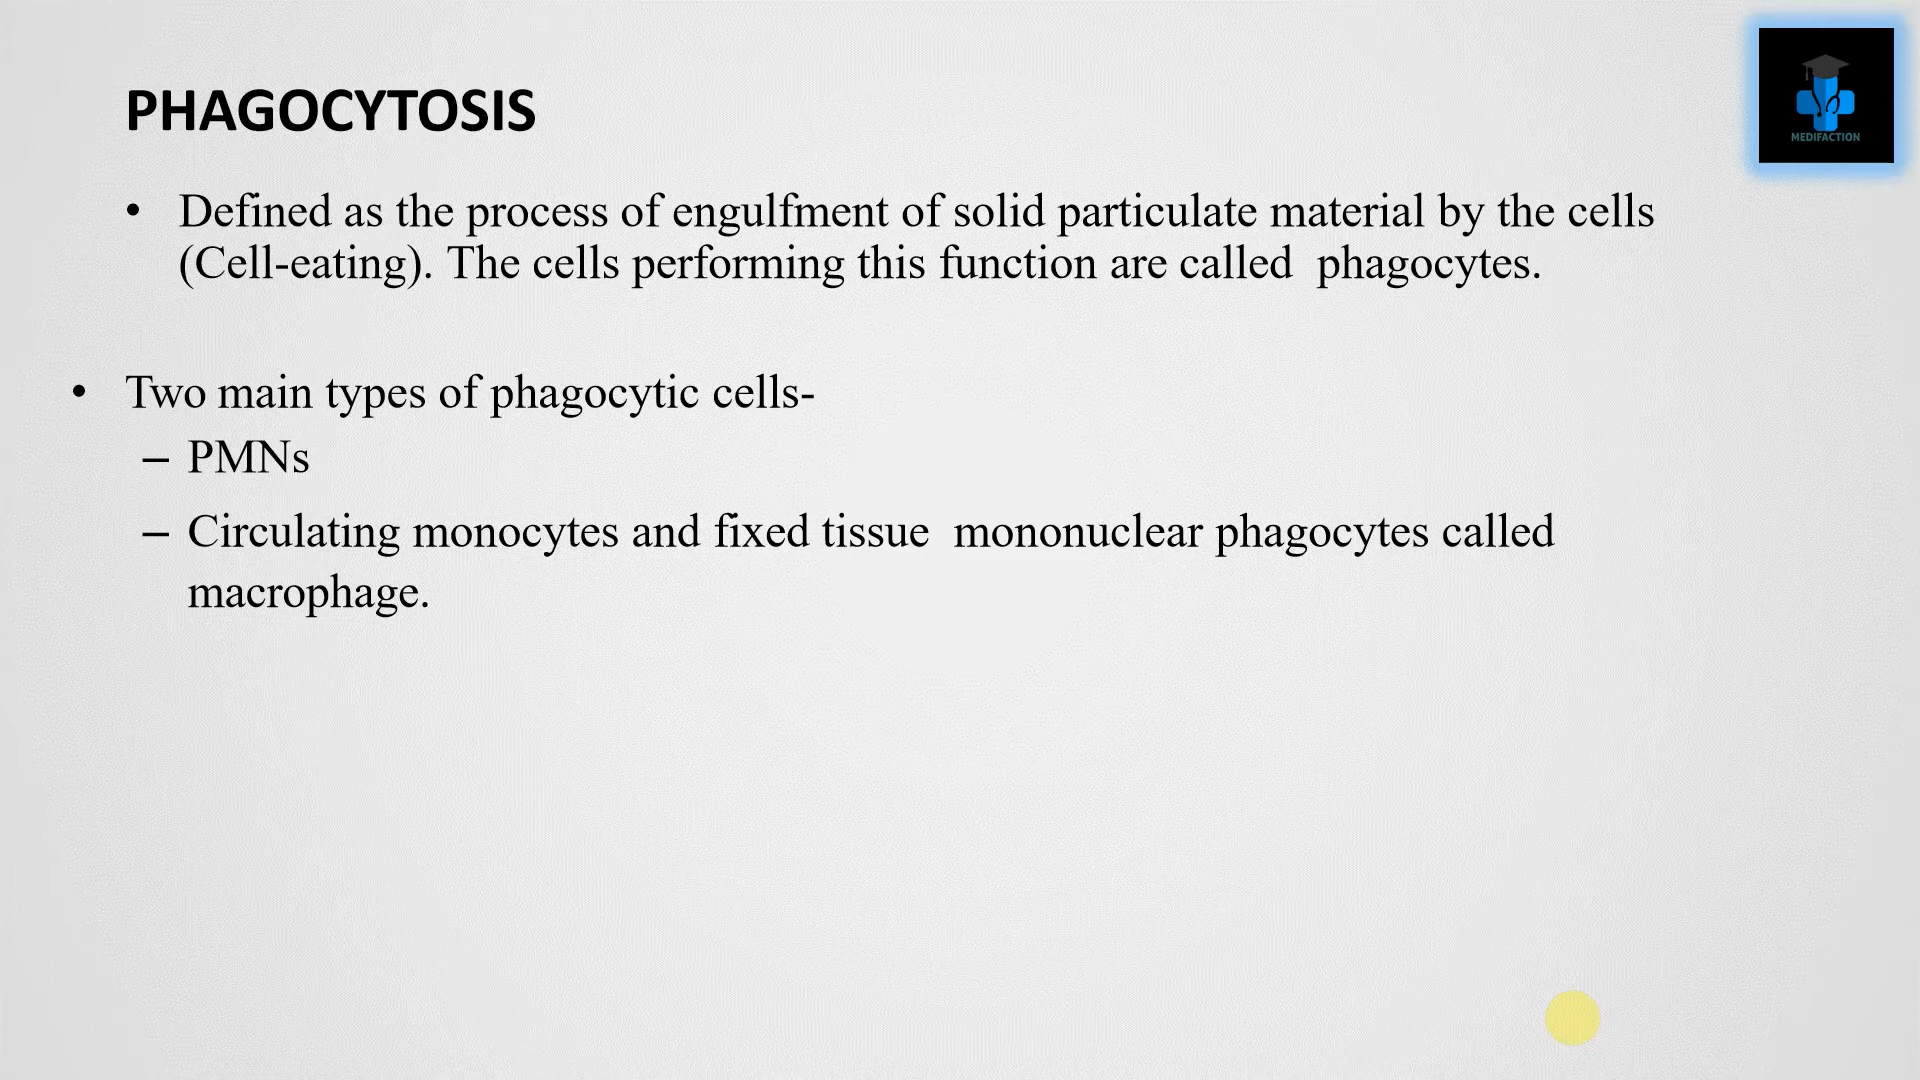 PHAGOCYTOSIS
MEDIFACTION
• Defined as the process of engulfment of solid particulate material by the cells
(Cell-eating). The cells performing this function are called  phagocytes.
• Two main types of phagocytic cells-
– PMNs
– Circulating monocytes and fixed tissue  mononuclear phagocytes called
macrophage.